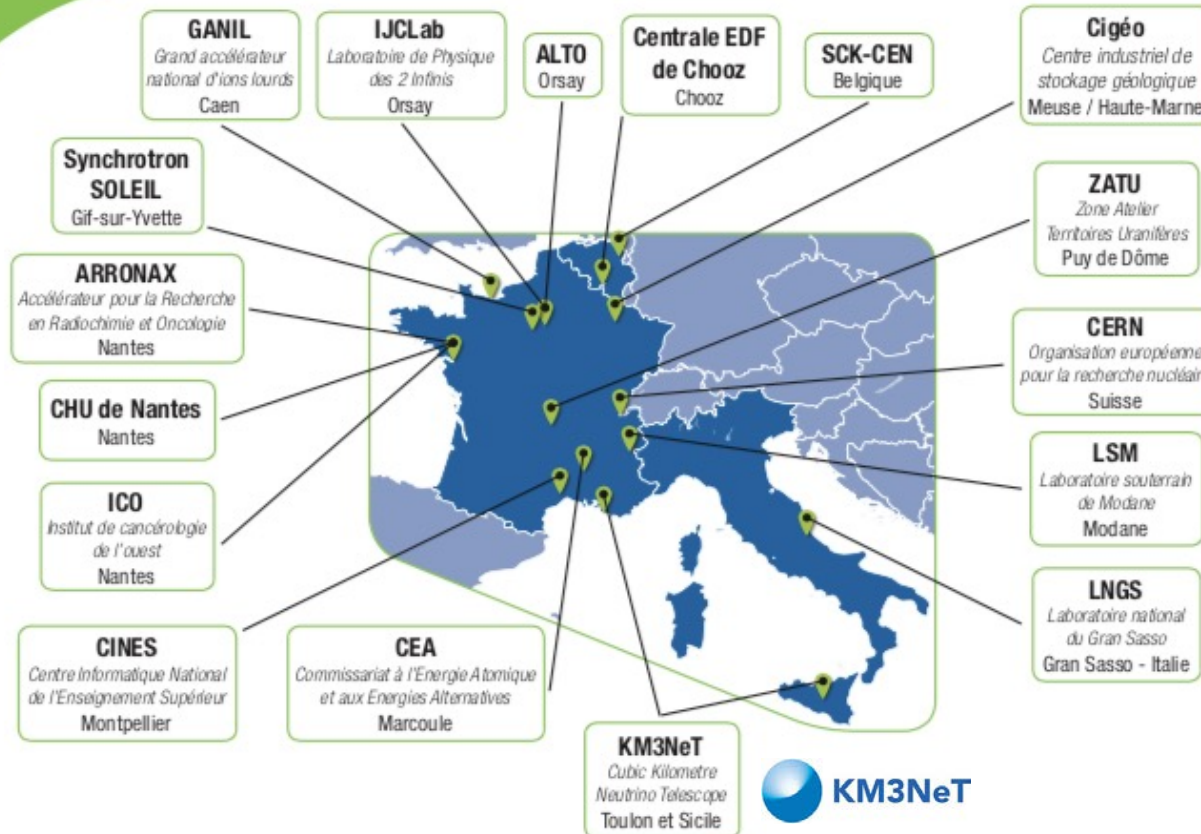 GANIL
Grand accélérateur
national d'ions lourds
Caen
IJCLab
Laboratoire de Physique
des 2 Infinis
Orsay
ALTO
Orsay
Centrale EDF
de Chooz
Chooz
SCK-CEN
Belgique
Cigéo
Centre industriel de
stockage géologique
Meuse / Haute-Marne
Synchrotron
SOLEIL
Gif-sur-Yvette
ZATU
Zone Atelier
Territoires Uranifères
Puy de Dôme
ARRONAX
Accélérateur pour la Recherche
en Radiochimie et Oncologie
Nantes
CERN
Organisation européenne
pour la recherche nucléair
Suisse
CHU de Nantes
Nantes
LSM
Laboratoire souterrain
de Modane
Modane
ICO
Institut de cancérologie
de l'ouest
Nantes
LNGS
Laboratoire national
du Gran Sasso
Gran Sasso - Italie
CINES
Centre Informatique National
de l'Enseignement Supérieur
Montpellier
CEA
Commissariat à l'Energie Atomique
et aux Energies Alternatives
Marcoule
KM3NeT
Cubic Kilometre
Neutrino Telescope
Toulon et Sicile
KM3NeT